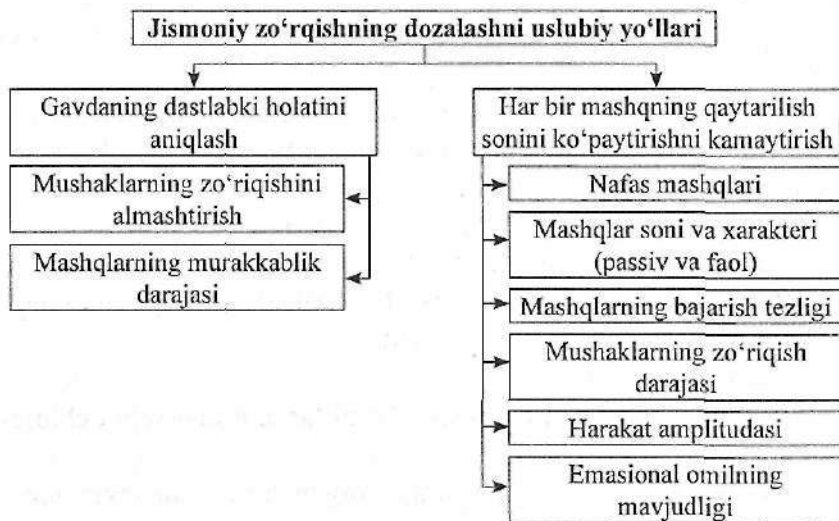 Jismoniy zo‘rqishning dozalashni uslubiy yo‘llari
Gavdaning dastlabki holatini
aniqlash
Mushaklarning zo‘riqishini
almashtirish
Mashqlarning murakkablik
darajasi
Har bir mashqning qaytarilish
sonini ko‘paytirishni kamaytirish
Nafas mashqlari
Mashqlar soni va xarakteri
(passiv va faol)
Mashqlarning bajarish tezligi
Mushaklarning zo‘riqish
darajasi
Harakat amplitudasi
Emasional omilning
mavjudligi